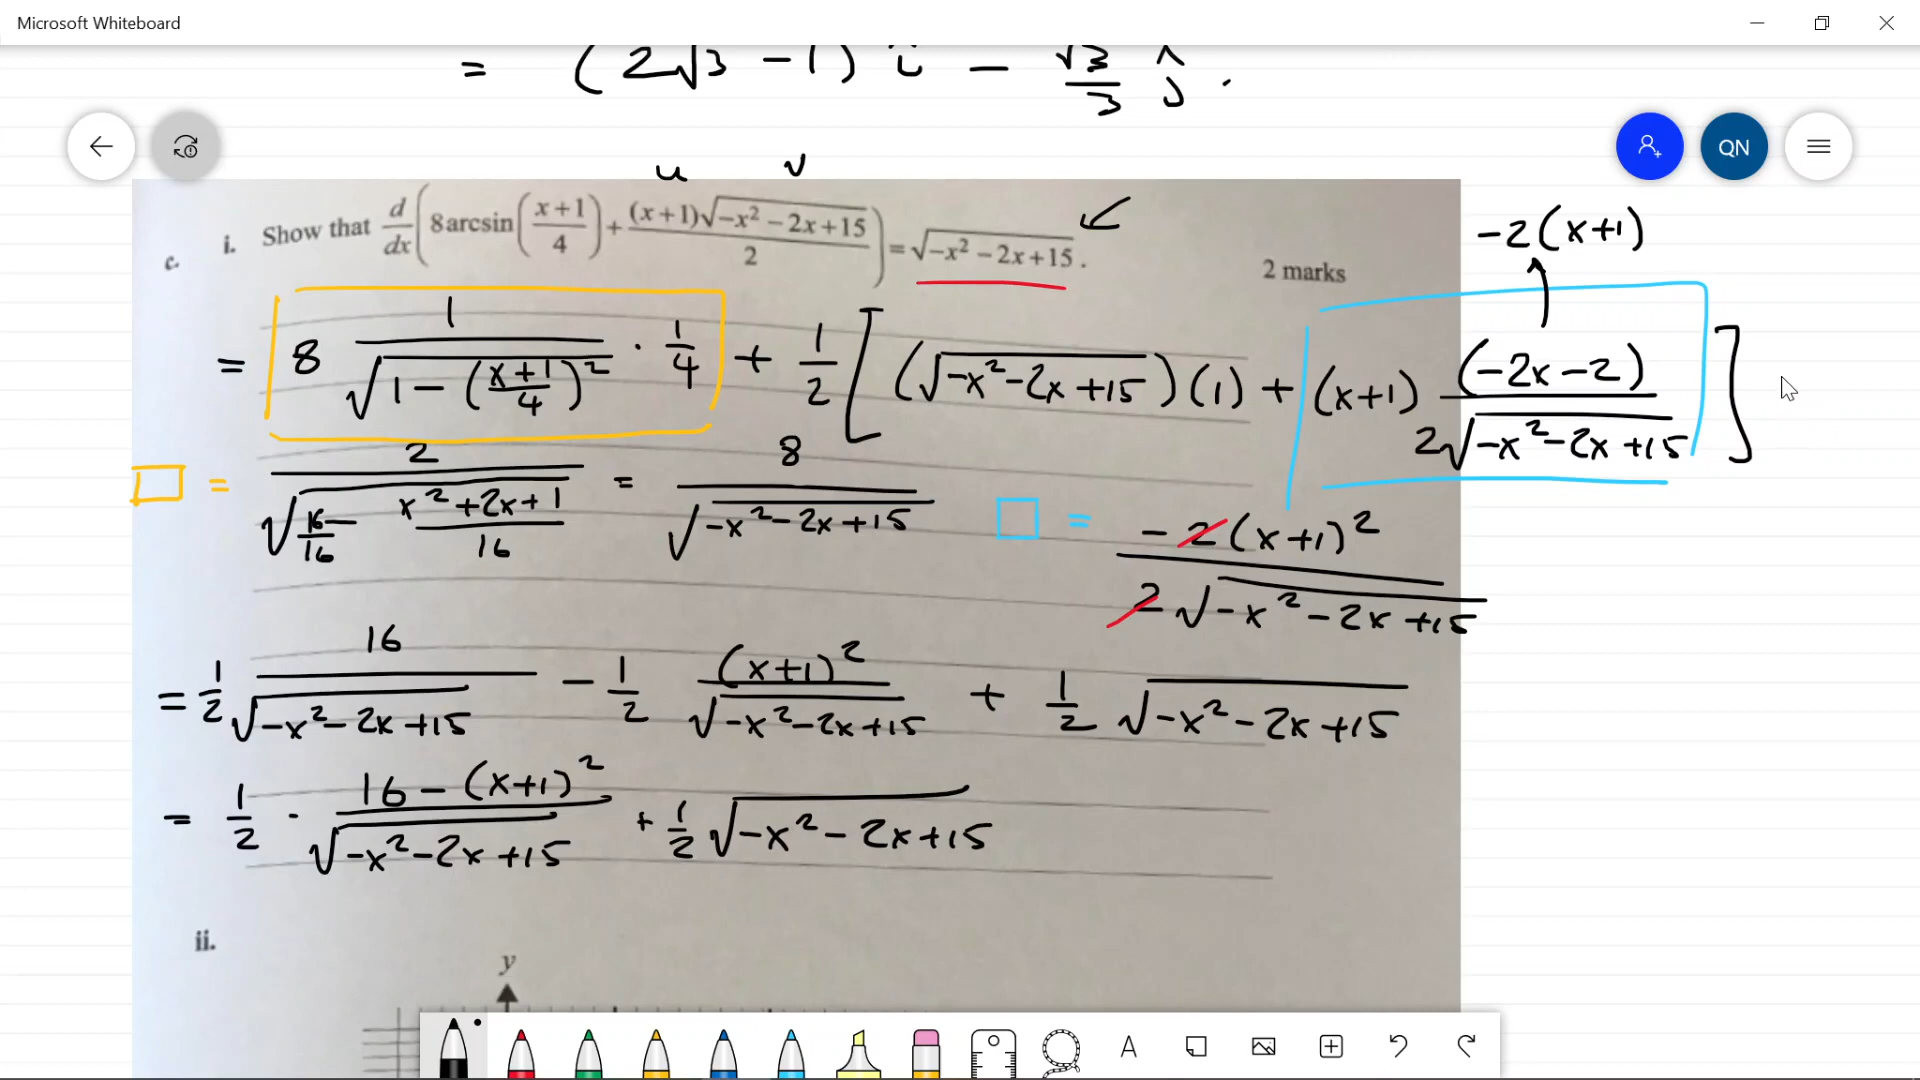 Microsoft Whiteboard
= (2√3 − 1) î − √3/3 ĵ .
QN
u v
c. i. Show that d/dx(8arcsin((x+1)/4) + (x+1)√(−x² − 2x+15)/2) = √(−x² − 2x+15) . ↙
2 marks
−2(x+1)
= 8 1/√(1 − ((x+1)/4)²) · 1/4 + 1/2 [ (√(−x²−2x+15))(1) + (x+1) (−2x−2)/(2√(−x²−2x+15)) ]
□ = 2/√(16/16 − (x²+2x+1)/16) = 8/√(−x²−2x+15)
□ = −2(x+1)²/(2√(−x²−2x+15))
= 1/2 16/√(−x²−2x+15) − 1/2 (x+1)²/√(−x²−2x+15) + 1/2 √(−x²−2x+15)
= 1/2 · (16−(x+1)²)/√(−x²−2x+15) + 1/2 √(−x²−2x+15)
ii.
y
A